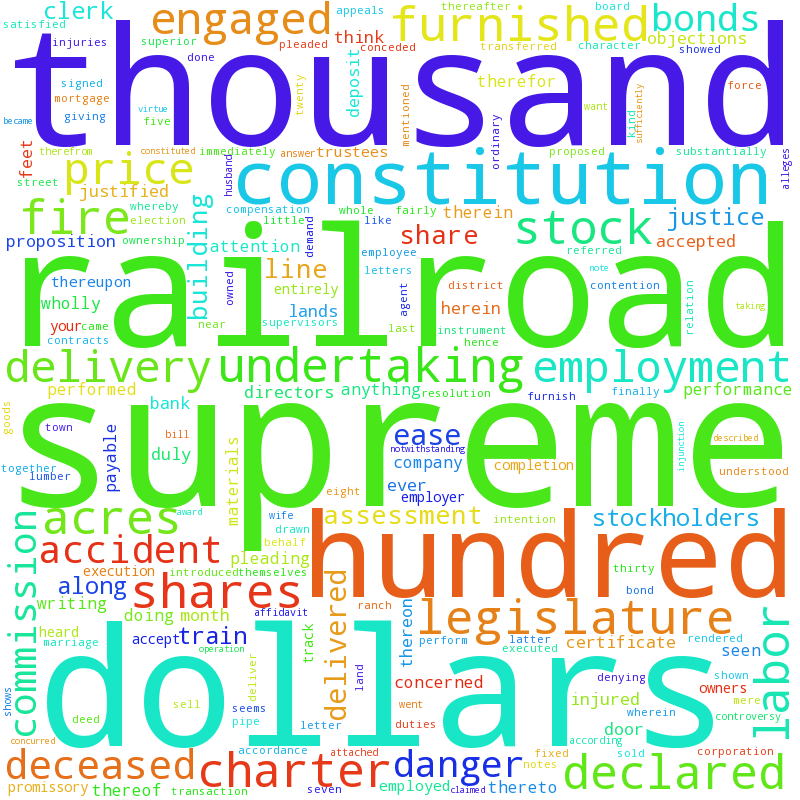 clerk
engaged
appeals
thereafter
board
furnished
bonds
satisfied
injuries
superior
pleaded
think
conceded
transferred
character
showed
objections
done
thousand
signed
mortgage
giving
virtue
five
became
twenty
deposit
mentioned
therefor
want
kind
sufficiently
force
therefrom
constituted
immediately
answer
trustees
ordinary
proposed
substantially
alleges
feet
street
price
justified
husband
constitution
whereby
election
compensation
whole
like
fairly
therein
fire
building
little
demand
stock
justice
proposition
ownership
attention
share
employee
referred
accepted
railroad
line
thereupon
wholly
owned
entirely
letters
agent
district
note
contention
relation
taking
lands
herein
your
came
near
supervisors
last
instrument
contracts
hence
delivery
undertaking
employment
performed
directors
anything
resolution
furnish
finally
performance
goods
bank
supreme
town
bill
duly
payable
materials
ease
notwithstanding
company
completion
injunction
described
understood
together
lumber
ever
employer
eight
acres
award
wife
drawn
behalf
assessment
intention
stockholders
hundred
commission
accident
pleading
execution
introduced
themselves
thirty
along
shares
bond
writing
doing
month
affidavit
delivered
ranch
thereon
legislature
labor
heard
marriage
accept
train
operation
track
perform
latter
executed
certificate
rendered
seen
dollars
deliver
land
concerned
denying
injured
shown
owners
mere
shows
deed
sell
seems
pipe
went
duties
letter
wherein
door
controversy
according
concurred
accordance
attached
fixed
sold
corporation
deceased
charter
danger
notes
declared
promissory
thereof
transaction
seven
employed
claimed
thereto